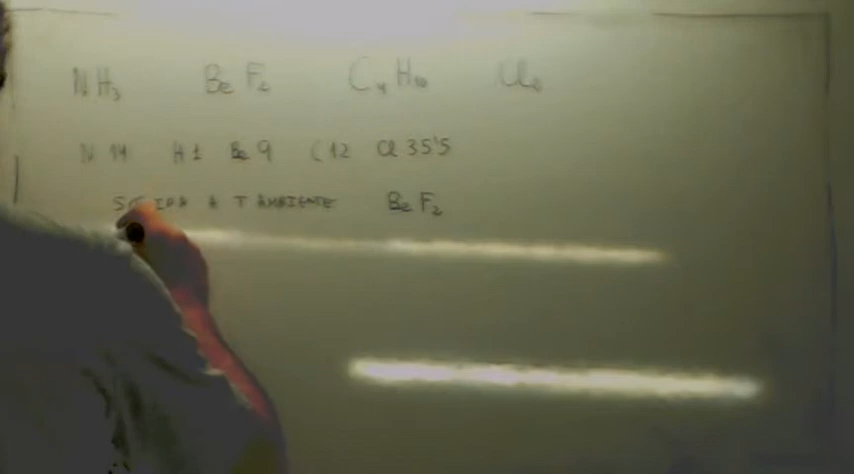 NH₃ BeF₂ C₄H₁₀ Cl₂
N 14 H 1 Be 9 C 12 Cl 35'5
A T AMBIENTE BeF₂